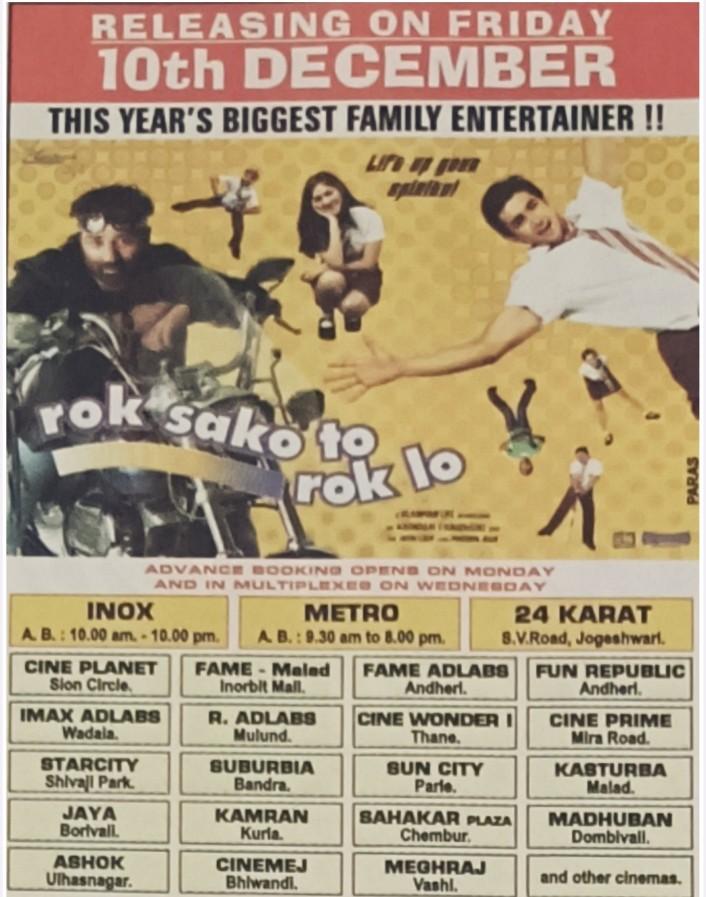 RELEASING ON FRIDAY
10th DECEMBER
THIS YEAR'S BIGGEST FAMILY ENTERTAINER !!
Lift up your
spirits!
rok sako to
rok lo
PARAS
ADVANCE BOOKING OPENS ON MONDAY
AND IN MULTIPLEXES ON WEDNESDAY
INOX
A. B. : 10.00 am. - 10.00 pm.
METRO
A. B. : 9.30 am to 8.00 pm.
24 KARAT
S.V.Road, Jogeshwari.
CINE PLANET
Sion Circle.
FAME - Malad
Inorbit Mall.
FAME ADLABS
Andheri.
FUN REPUBLIC
Andheri.
IMAX ADLABS
Wadala.
R. ADLABS
Mulund.
CINE WONDER I
Thane.
CINE PRIME
Mira Road.
STARCITY
Shivaji Park.
SUBURBIA
Bandra.
SUN CITY
Parle.
KASTURBA
Malad.
JAYA
Borivali.
KAMRAN
Kurla.
SAHAKAR PLAZA
Chembur.
MADHUBAN
Dombivali.
ASHOK
Ulhasnagar.
CINEMEJ
Bhiwandi.
MEGHRAJ
Vashi.
and other cinemas.